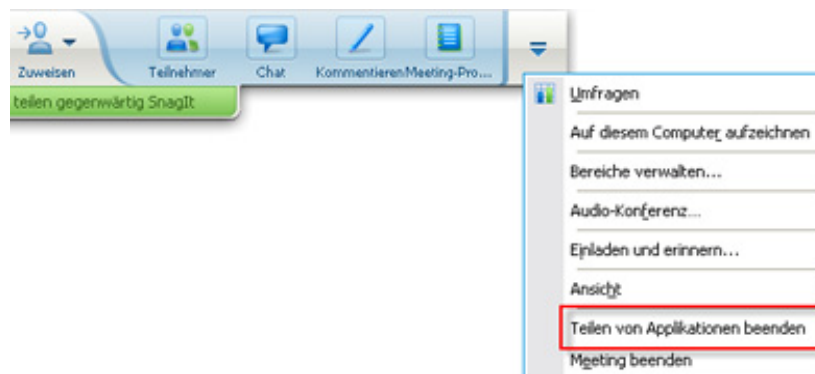 Zuweisen Teilnehmer Chat Kommentieren Meeting-Pro...
teilen gegenwärtig SnagIt
Umfragen
Auf diesem Computer aufzeichnen
Bereiche verwalten...
Audio-Konferenz...
Einladen und erinnern...
Ansicht
Teilen von Applikationen beenden
Meeting beenden